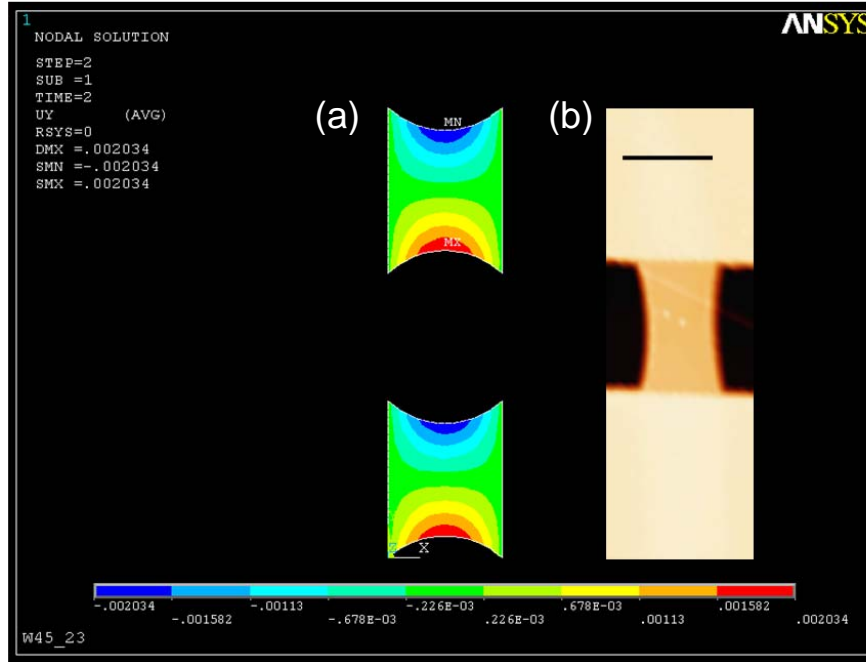 1
ANSYS
NODAL SOLUTION
STEP=2
SUB =1
TIME=2
UY (AVG)
RSYS=0
DMX =.002034
SMN =-.002034
SMX =.002034
(a)
(b)
MN
MX
Z X
-.002034 -.00113 -.226E-03 .678E-03 .001582
-.001582 -.678E-03 .226E-03 .00113 .002034
W45_23